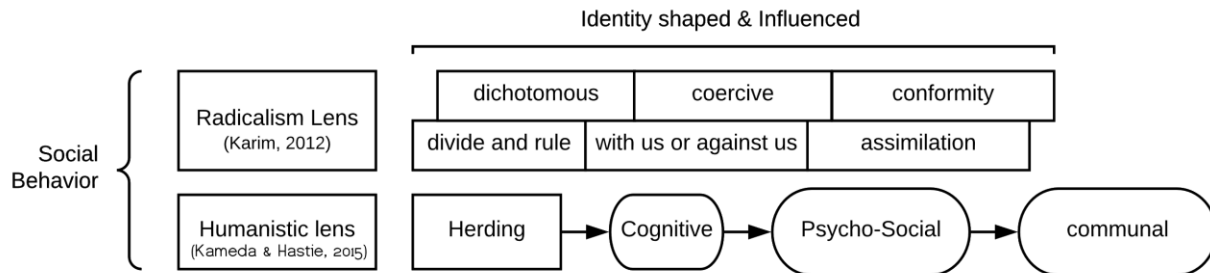 Identity shaped & Influenced
Social
Behavior
Radicalism Lens
(Karim, 2012)
dichotomous
coercive
conformity
divide and rule
with us or against us
assimilation
Humanistic lens
(Kameda & Hastie, 2015)
Herding
Cognitive
Psycho-Social
communal